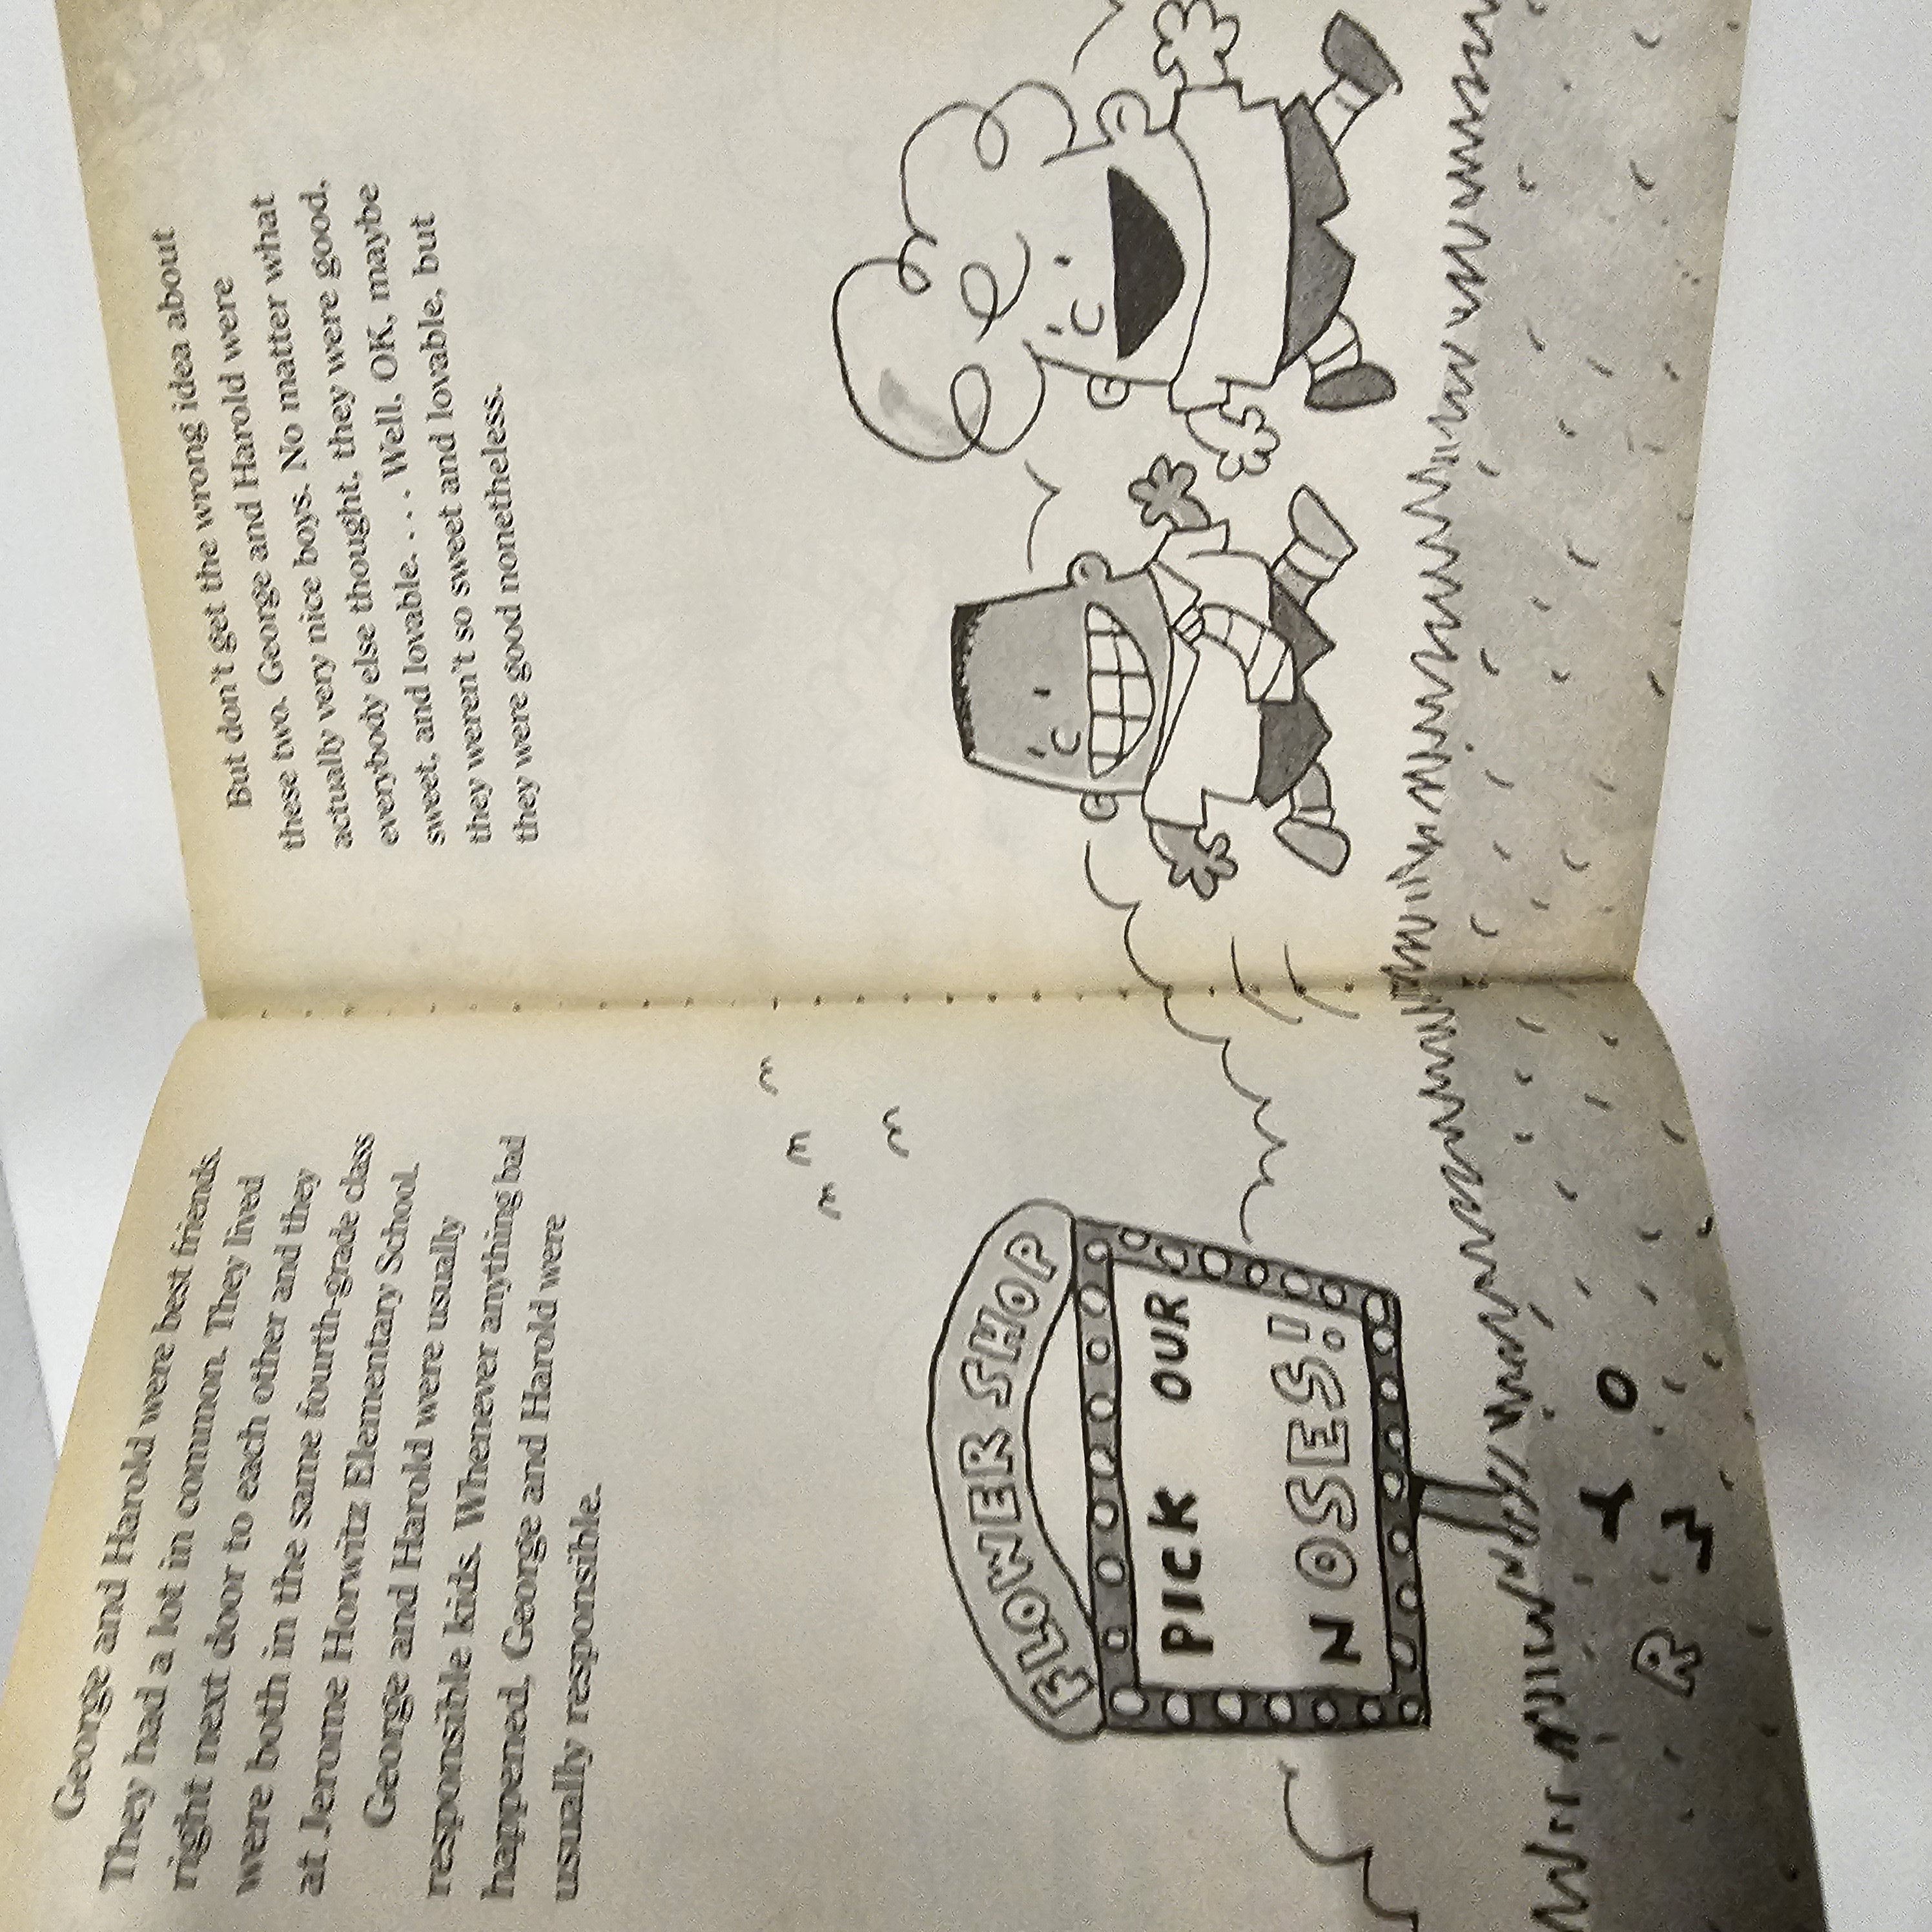 George and Harold were best friends.
They had a lot in common. They lived
right next door to each other and they
were both in the same fourth-grade class
at Jerome Horwitz Elementary School.
George and Harold were usually
responsible kids. Whenever anything bad
happened, George and Harold were
usually responsible.
FLOWER SHOP
PICK OUR
NOSES!
Y O
R W
But don't get the wrong idea about
these two. George and Harold were
actually very nice boys. No matter what
everybody else thought, they were good,
sweet, and lovable. . . . Well, OK, maybe
they weren't so sweet and lovable, but
they were good nonetheless.